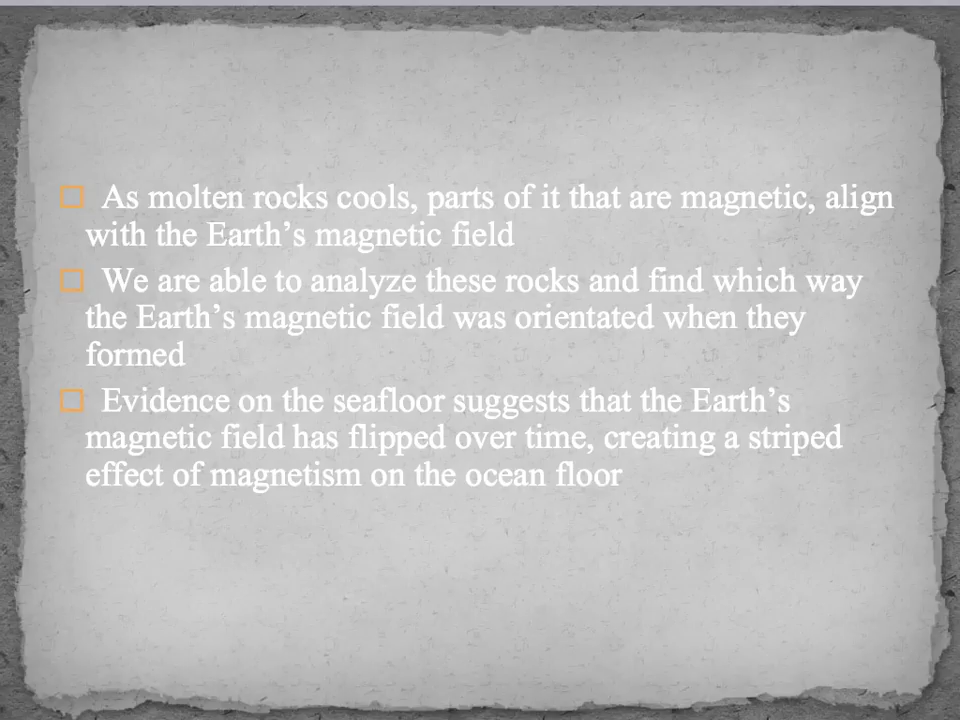 As molten rocks cools, parts of it that are magnetic, align
with the Earth’s magnetic field
We are able to analyze these rocks and find which way
the Earth’s magnetic field was orientated when they
formed
Evidence on the seafloor suggests that the Earth’s
magnetic field has flipped over time, creating a striped
effect of magnetism on the ocean floor